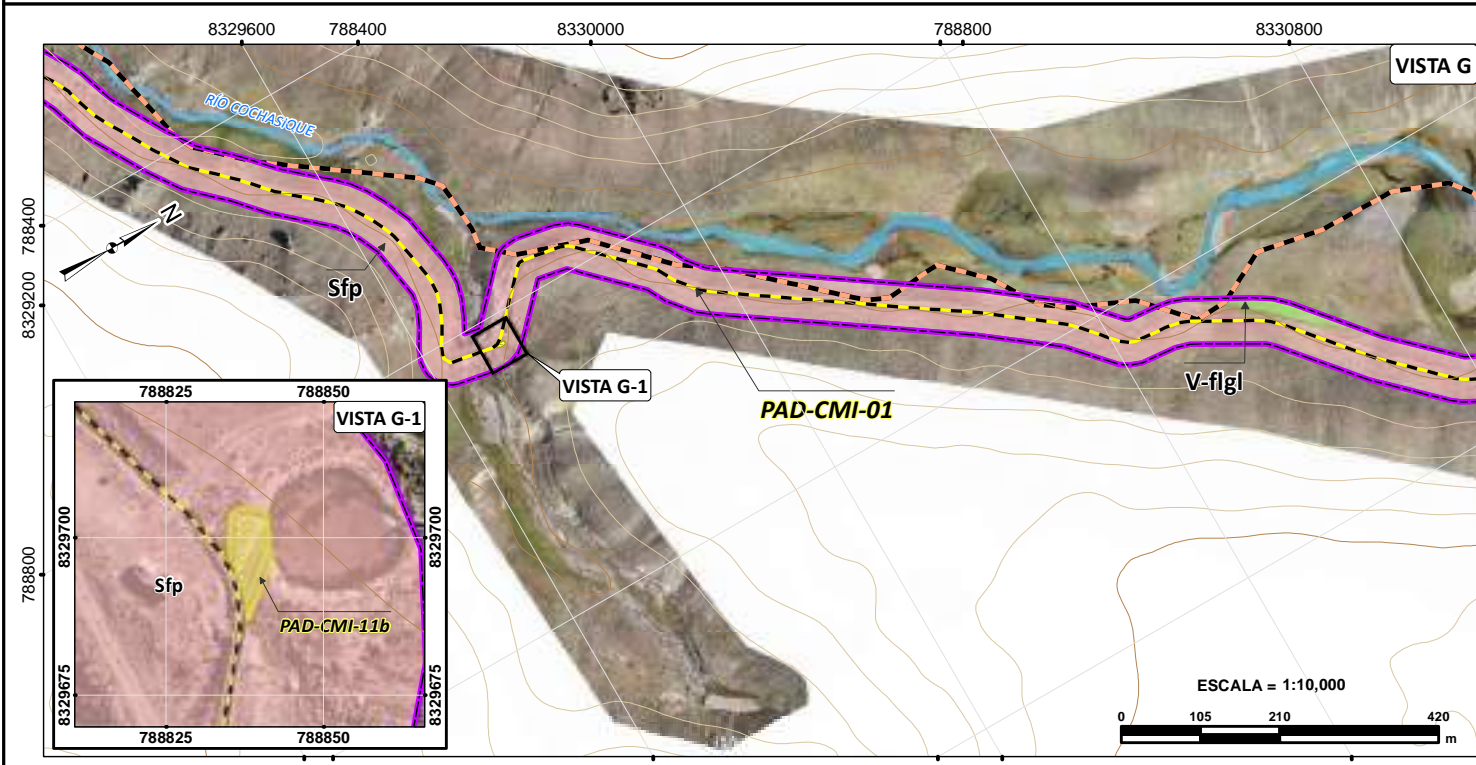 8329600 788400 8330000 788800 8330800
VISTA G
RÍO COCHASIQUE
788400
N
Sfp
8329200
VISTA G-1
V-flgl
PAD-CMI-01
788825 788850
VISTA G-1
8329700 8329700
Sfp
PAD-CMI-11b
788800
8329675 8329675
788825 788850
ESCALA = 1:10,000
0 105 210 420
m